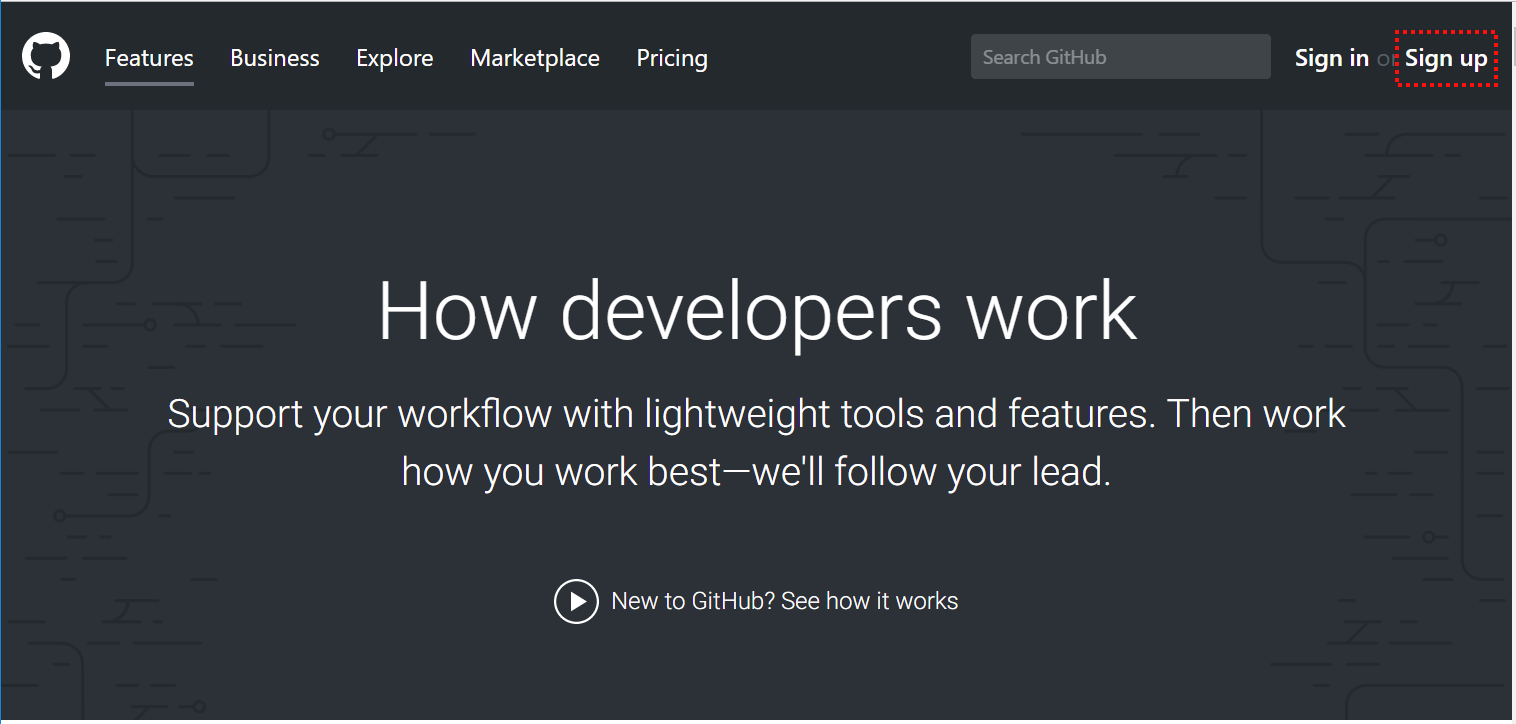 Features Business Explore Marketplace Pricing Search GitHub Sign in or Sign up
How developers work
Support your workflow with lightweight tools and features. Then work
how you work best—we'll follow your lead.
New to GitHub? See how it works